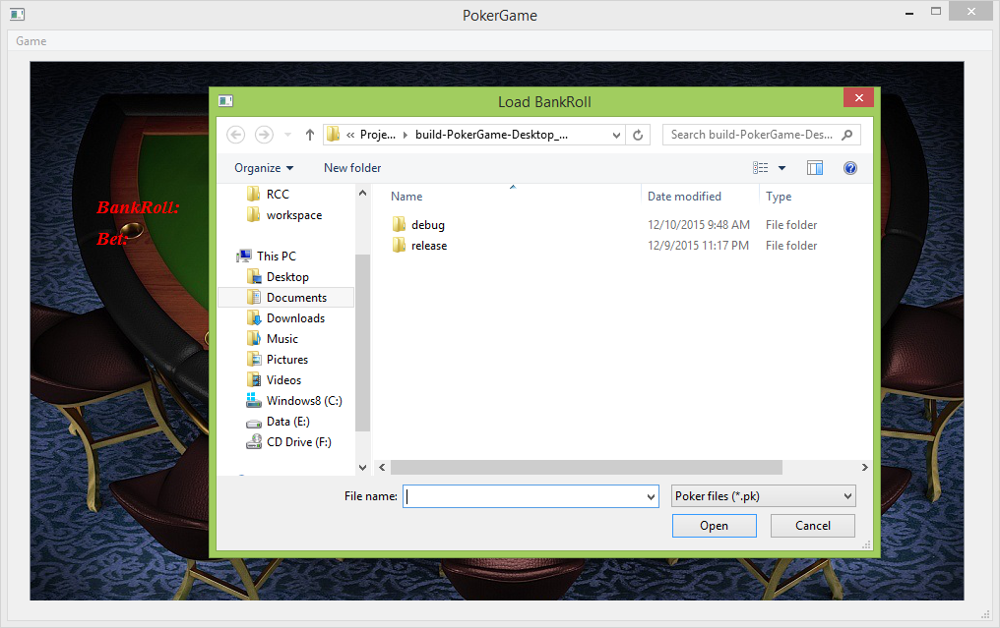 PokerGame
Game
BankRoll:
Bet:
Load BankRoll
« Proje... build-PokerGame-Desktop_...
Search build-PokerGame-Des...
Organize New folder
RCC
workspace
This PC
Desktop
Documents
Downloads
Music
Pictures
Videos
Windows8 (C:)
Data (E:)
CD Drive (F:)
Name Date modified Type
debug 12/10/2015 9:48 AM File folder
release 12/9/2015 11:17 PM File folder
File name: Poker files (*.pk)
Open Cancel